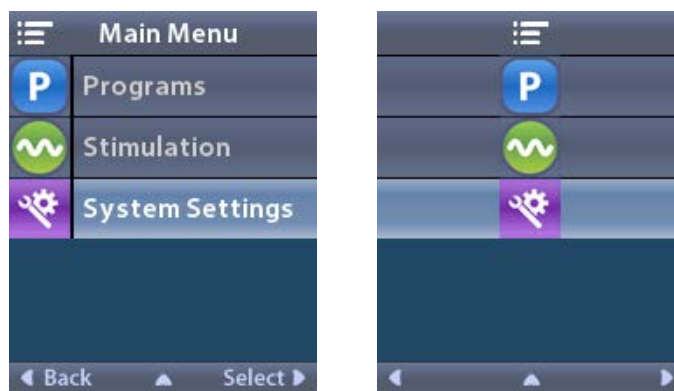 Main Menu
P Programs
Stimulation
System Settings
Back Select
P